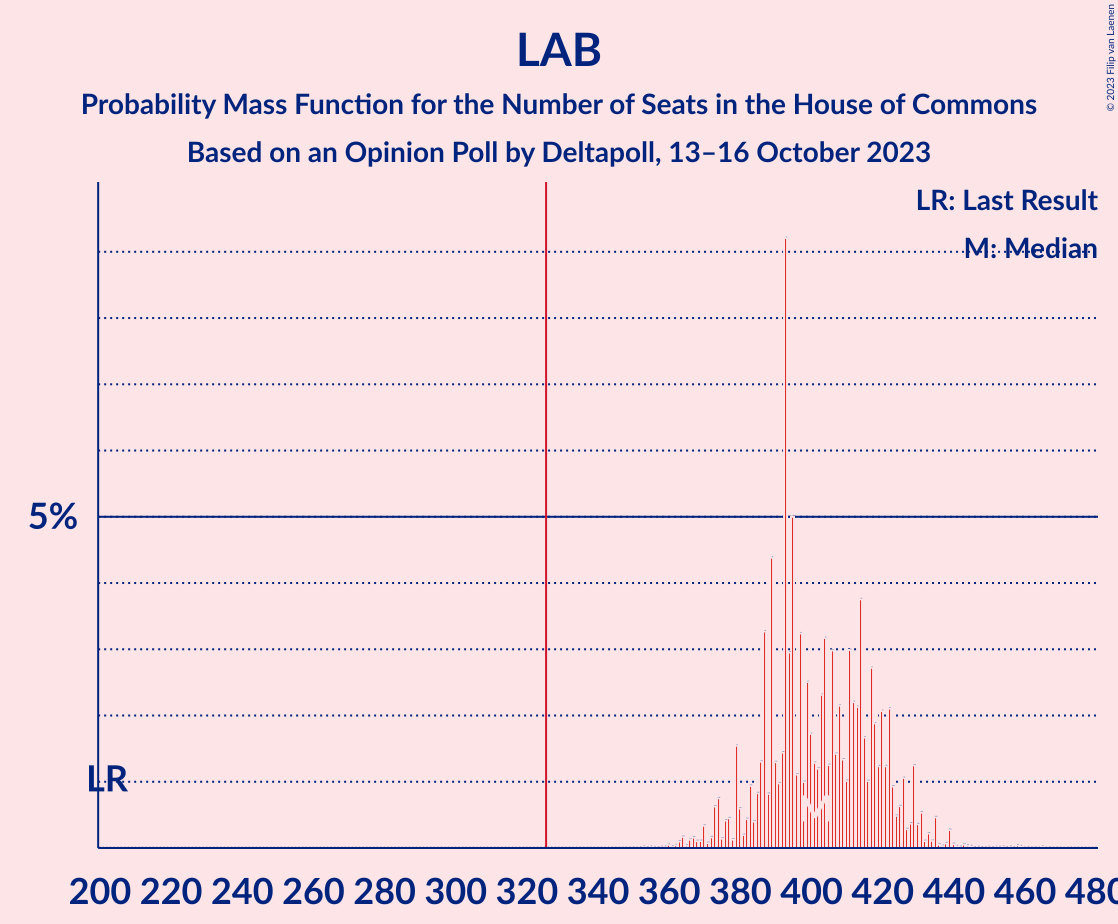 LAB
Probability Mass Function for the Number of Seats in the House of Commons
Based on an Opinion Poll by Deltapoll, 13–16 October 2023
© 2023 Filip van Laenen
LR: Last Result
M: Median
5%
LR
M
200 220 240 260 280 300 320 340 360 380 400 420 440 460 480